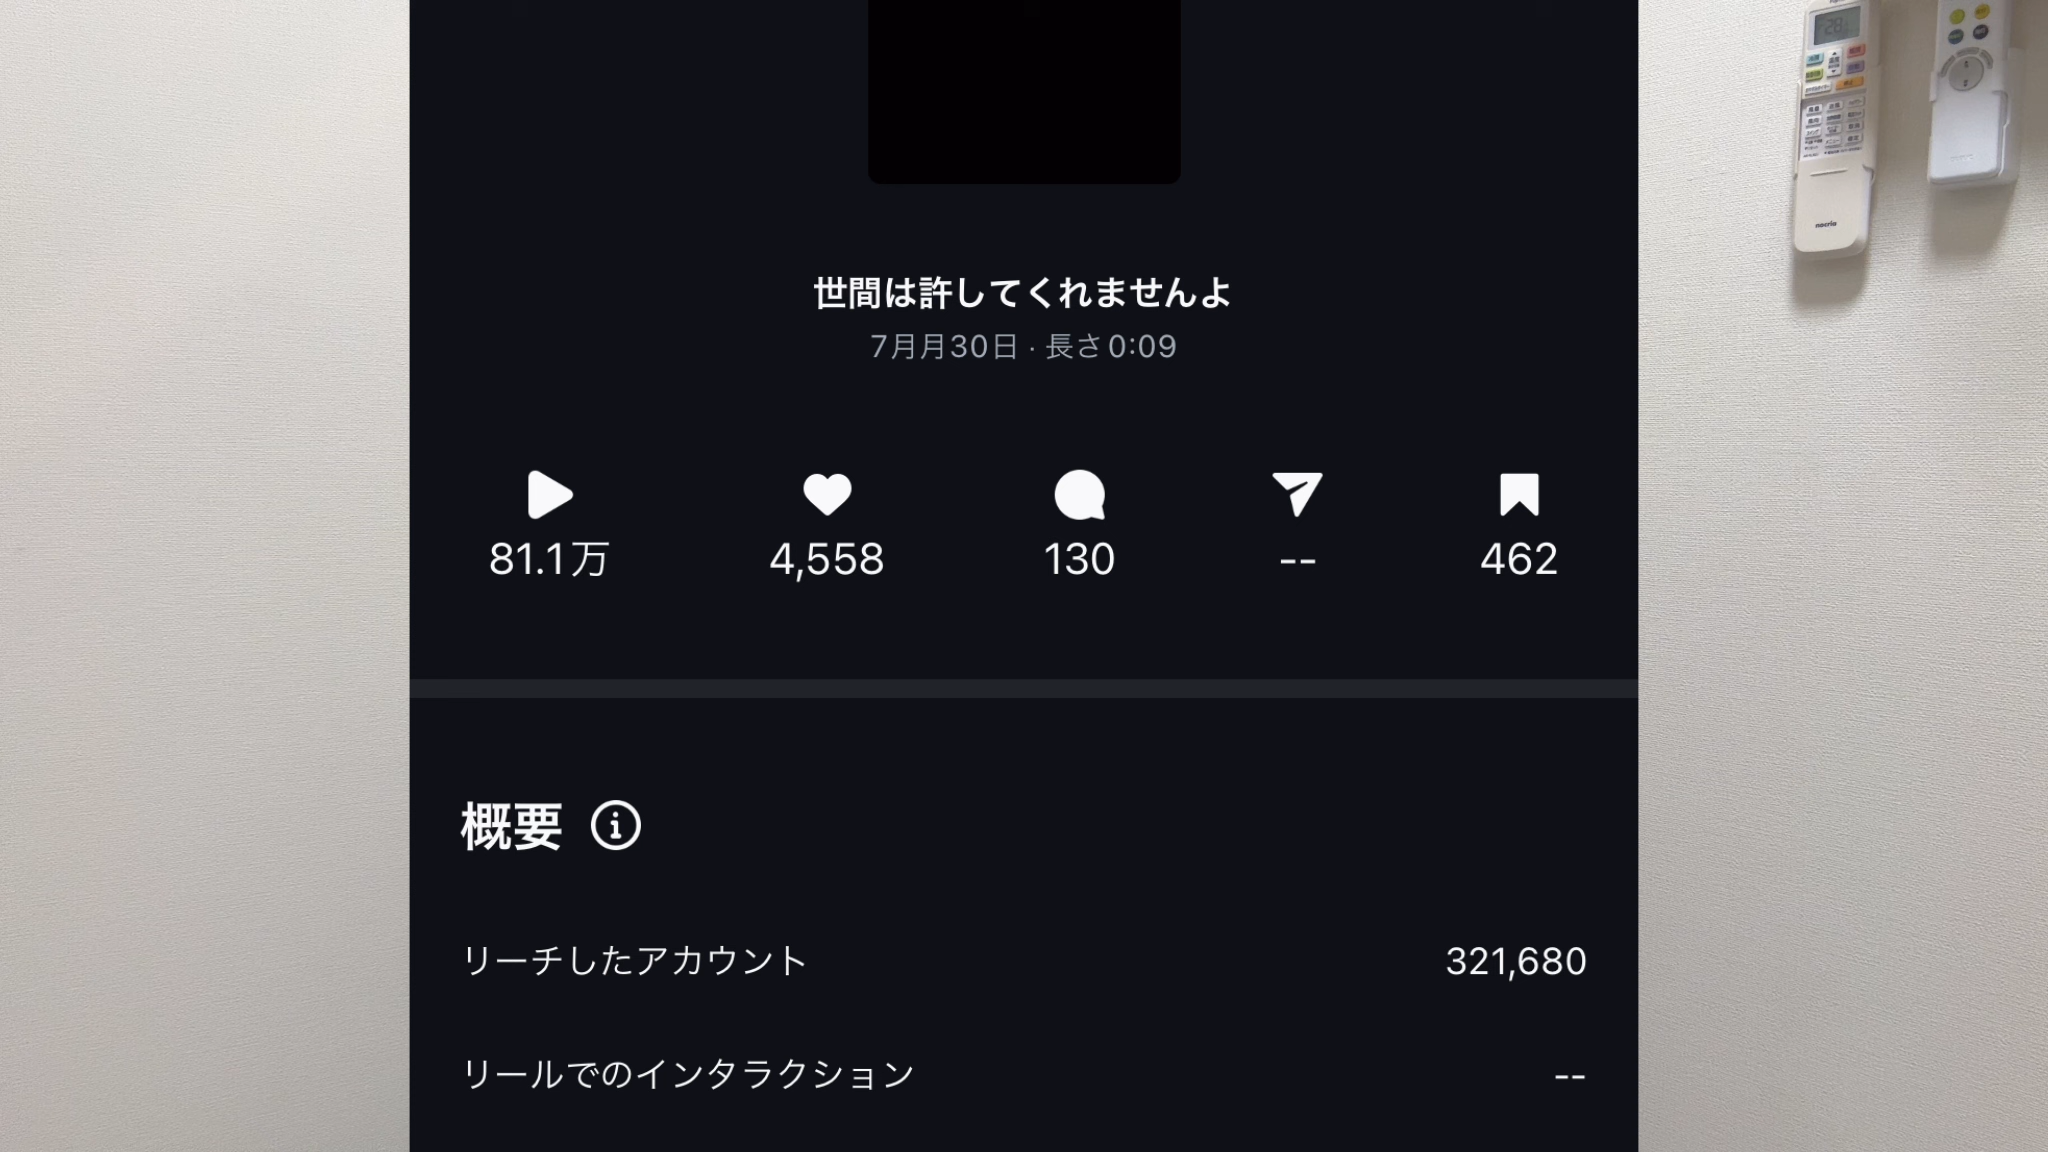 世間は許してくれませんよ
7月月30日 · 長さ0:09
81.1万
4,558
130
--
462
概要
リーチしたアカウント
321,680
リールでのインタラクション
--
nocria